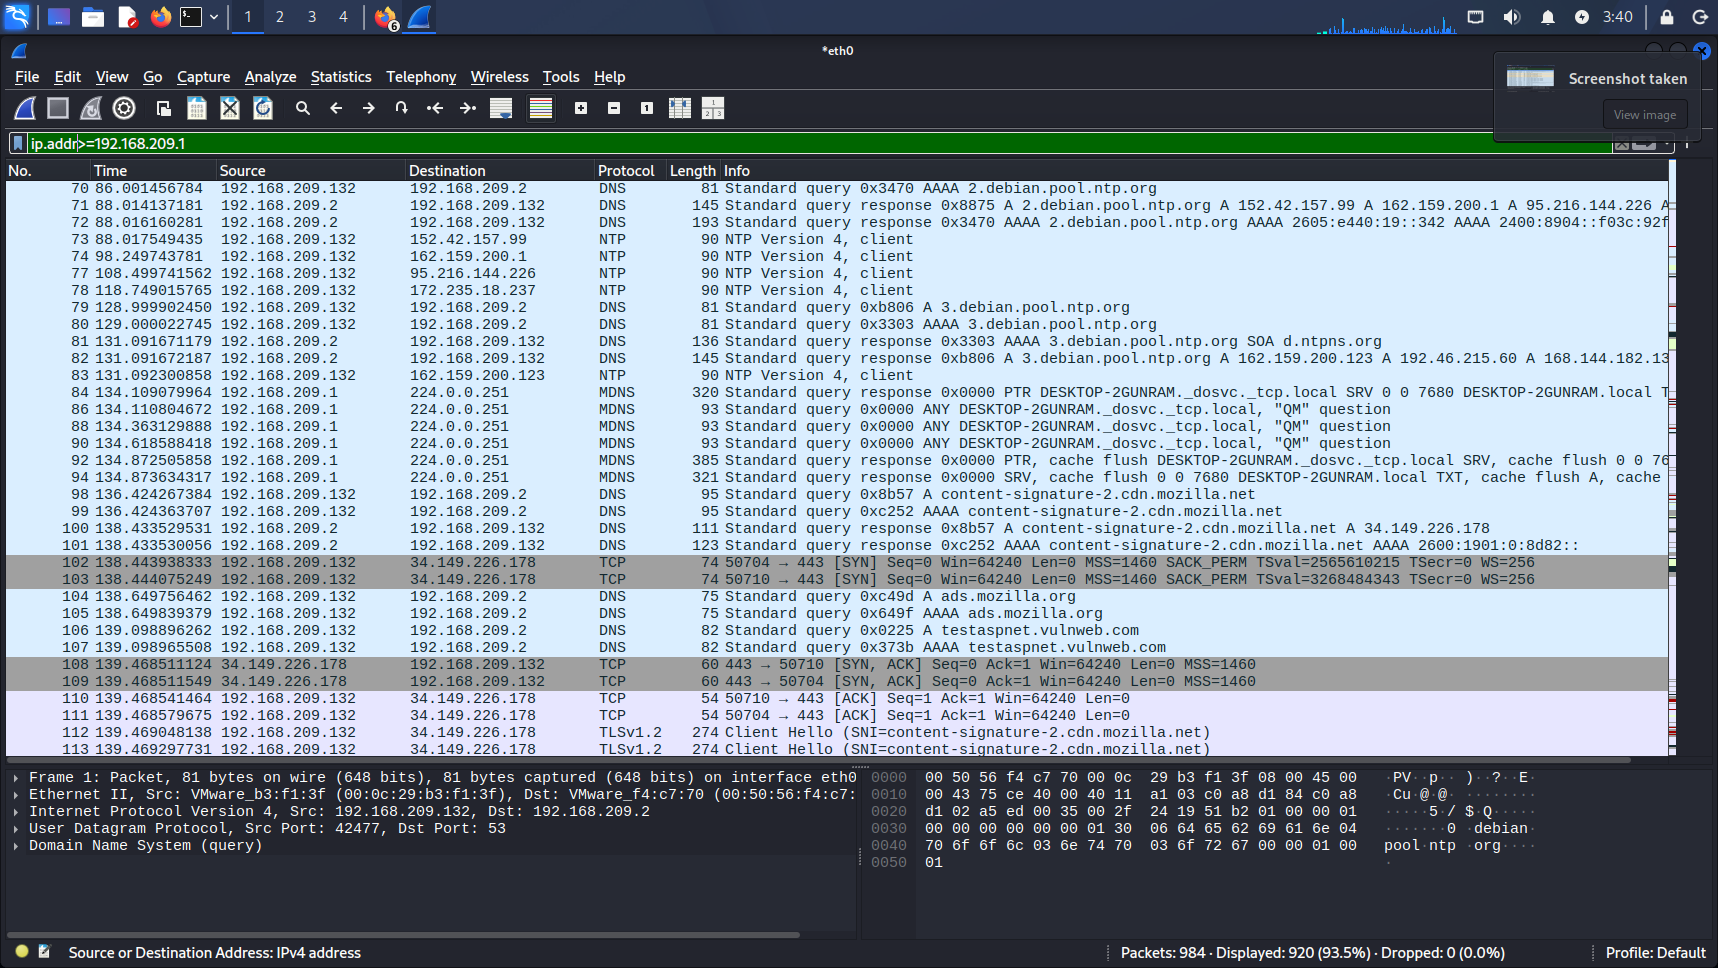 1 2 3 4 6 3:40
*eth0
File Edit View Go Capture Analyze Statistics Telephony Wireless Tools Help
Screenshot taken
View image
ip.addr>=192.168.209.1
No. Time Source Destination Protocol Length Info
70 86.001456784 192.168.209.132 192.168.209.2 DNS 81 Standard query 0x3470 AAAA 2.debian.pool.ntp.org
71 88.014137181 192.168.209.2 192.168.209.132 DNS 145 Standard query response 0x8875 A 2.debian.pool.ntp.org A 152.42.157.99 A 162.159.200.1 A 95.216.144.226 A
72 88.016160281 192.168.209.2 192.168.209.132 DNS 193 Standard query response 0x3470 AAAA 2.debian.pool.ntp.org AAAA 2605:e440:19::342 AAAA 2400:8904::f03c:92f
73 88.017549435 192.168.209.132 152.42.157.99 NTP 90 NTP Version 4, client
74 98.249743781 192.168.209.132 162.159.200.1 NTP 90 NTP Version 4, client
77 108.499741562 192.168.209.132 95.216.144.226 NTP 90 NTP Version 4, client
78 118.749015765 192.168.209.132 172.235.18.237 NTP 90 NTP Version 4, client
79 128.999902450 192.168.209.132 192.168.209.2 DNS 81 Standard query 0xb806 A 3.debian.pool.ntp.org
80 129.000022745 192.168.209.132 192.168.209.2 DNS 81 Standard query 0x3303 AAAA 3.debian.pool.ntp.org
81 131.091671179 192.168.209.2 192.168.209.132 DNS 136 Standard query response 0x3303 AAAA 3.debian.pool.ntp.org SOA d.ntpns.org
82 131.091672187 192.168.209.2 192.168.209.132 DNS 145 Standard query response 0xb806 A 3.debian.pool.ntp.org A 162.159.200.123 A 192.46.215.60 A 168.144.182.13
83 131.092300858 192.168.209.132 162.159.200.123 NTP 90 NTP Version 4, client
84 134.109079964 192.168.209.1 224.0.0.251 MDNS 320 Standard query response 0x0000 PTR DESKTOP-2GUNRAM._dosvc._tcp.local SRV 0 0 7680 DESKTOP-2GUNRAM.local T
86 134.110804672 192.168.209.1 224.0.0.251 MDNS 93 Standard query 0x0000 ANY DESKTOP-2GUNRAM._dosvc._tcp.local, "QM" question
88 134.363129888 192.168.209.1 224.0.0.251 MDNS 93 Standard query 0x0000 ANY DESKTOP-2GUNRAM._dosvc._tcp.local, "QM" question
90 134.618588418 192.168.209.1 224.0.0.251 MDNS 93 Standard query 0x0000 ANY DESKTOP-2GUNRAM._dosvc._tcp.local, "QM" question
92 134.872505858 192.168.209.1 224.0.0.251 MDNS 385 Standard query response 0x0000 PTR, cache flush DESKTOP-2GUNRAM._dosvc._tcp.local SRV, cache flush 0 0 76
94 134.873634317 192.168.209.1 224.0.0.251 MDNS 321 Standard query response 0x0000 SRV, cache flush 0 0 7680 DESKTOP-2GUNRAM.local TXT, cache flush A, cache
98 136.424267384 192.168.209.132 192.168.209.2 DNS 95 Standard query 0x8b57 A content-signature-2.cdn.mozilla.net
99 136.424363707 192.168.209.132 192.168.209.2 DNS 95 Standard query 0xc252 AAAA content-signature-2.cdn.mozilla.net
100 138.433529531 192.168.209.2 192.168.209.132 DNS 111 Standard query response 0x8b57 A content-signature-2.cdn.mozilla.net A 34.149.226.178
101 138.433530056 192.168.209.2 192.168.209.132 DNS 123 Standard query response 0xc252 AAAA content-signature-2.cdn.mozilla.net AAAA 2600:1901:0:8d82::
102 138.443938333 192.168.209.132 34.149.226.178 TCP 74 50704 → 443 [SYN] Seq=0 Win=64240 Len=0 MSS=1460 SACK_PERM TSval=2565610215 TSecr=0 WS=256
103 138.444075249 192.168.209.132 34.149.226.178 TCP 74 50710 → 443 [SYN] Seq=0 Win=64240 Len=0 MSS=1460 SACK_PERM TSval=3268484343 TSecr=0 WS=256
104 138.649756462 192.168.209.132 192.168.209.2 DNS 75 Standard query 0xc49d A ads.mozilla.org
105 138.649839379 192.168.209.132 192.168.209.2 DNS 75 Standard query 0x649f AAAA ads.mozilla.org
106 139.098896262 192.168.209.132 192.168.209.2 DNS 82 Standard query 0x0225 A testaspnet.vulnweb.com
107 139.098965508 192.168.209.132 192.168.209.2 DNS 82 Standard query 0x373b AAAA testaspnet.vulnweb.com
108 139.468511124 34.149.226.178 192.168.209.132 TCP 60 443 → 50710 [SYN, ACK] Seq=0 Ack=1 Win=64240 Len=0 MSS=1460
109 139.468511549 34.149.226.178 192.168.209.132 TCP 60 443 → 50704 [SYN, ACK] Seq=0 Ack=1 Win=64240 Len=0 MSS=1460
110 139.468541464 192.168.209.132 34.149.226.178 TCP 54 50710 → 443 [ACK] Seq=1 Ack=1 Win=64240 Len=0
111 139.468579675 192.168.209.132 34.149.226.178 TCP 54 50704 → 443 [ACK] Seq=1 Ack=1 Win=64240 Len=0
112 139.469048138 192.168.209.132 34.149.226.178 TLSv1.2 274 Client Hello (SNI=content-signature-2.cdn.mozilla.net)
113 139.469297731 192.168.209.132 34.149.226.178 TLSv1.2 274 Client Hello (SNI=content-signature-2.cdn.mozilla.net)
Frame 1: Packet, 81 bytes on wire (648 bits), 81 bytes captured (648 bits) on interface eth0
Ethernet II, Src: VMware_b3:f1:3f (00:0c:29:b3:f1:3f), Dst: VMware_f4:c7:70 (00:50:56:f4:c7:
Internet Protocol Version 4, Src: 192.168.209.132, Dst: 192.168.209.2
User Datagram Protocol, Src Port: 42477, Dst Port: 53
Domain Name System (query)
0000 00 50 56 f4 c7 70 00 0c 29 b3 f1 3f 08 00 45 00 ·PV··p·· )··?··E·
0010 00 43 75 ce 40 00 40 11 a1 03 c0 a8 d1 84 c0 a8 ·Cu·@·@· ········
0020 d1 02 a5 ed 00 35 00 2f 24 19 51 b2 01 00 00 01 ·····5·/ $·Q·····
0030 00 00 00 00 00 00 01 30 06 64 65 62 69 61 6e 04 ·······0 ·debian·
0040 70 6f 6f 6c 03 6e 74 70 03 6f 72 67 00 00 01 00 pool·ntp ·org····
0050 01 ·
Source or Destination Address: IPv4 address
Packets: 984 · Displayed: 920 (93.5%) · Dropped: 0 (0.0%)
Profile: Default